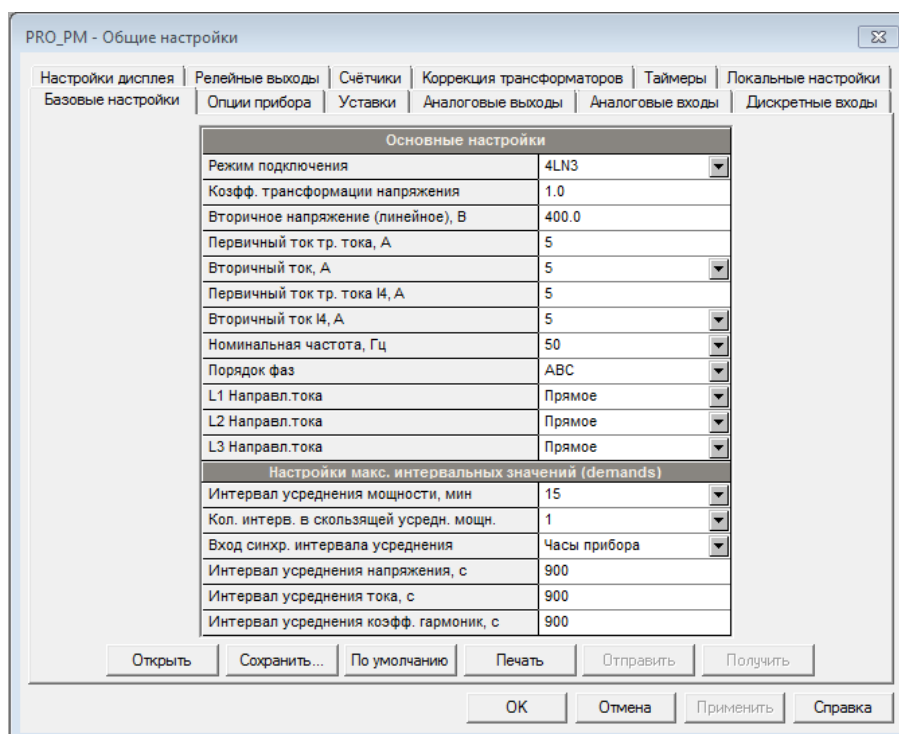 PRO_PM - Общие настройки
Настройки дисплея Релейные выходы Счётчики Коррекция трансформаторов Таймеры Локальные настройки
Базовые настройки Опции прибора Уставки Аналоговые выходы Аналоговые входы Дискретные входы
Основные настройки
Режим подключения 4LN3
Коэфф. трансформации напряжения 1.0
Вторичное напряжение (линейное), В 400.0
Первичный ток тр. тока, А 5
Вторичный ток, А 5
Первичный ток тр. тока I4, А 5
Вторичный ток I4, А 5
Номинальная частота, Гц 50
Порядок фаз ABC
L1 Направл.тока Прямое
L2 Направл.тока Прямое
L3 Направл.тока Прямое
Настройки макс. интервальных значений (demands)
Интервал усреднения мощности, мин 15
Кол. интерв. в скользящей усредн. мощн. 1
Вход синхр. интервала усреднения Часы прибора
Интервал усреднения напряжения, с 900
Интервал усреднения тока, с 900
Интервал усреднения коэфф. гармоник, с 900
Открыть Сохранить... По умолчанию Печать Отправить Получить
OK Отмена Применить Справка